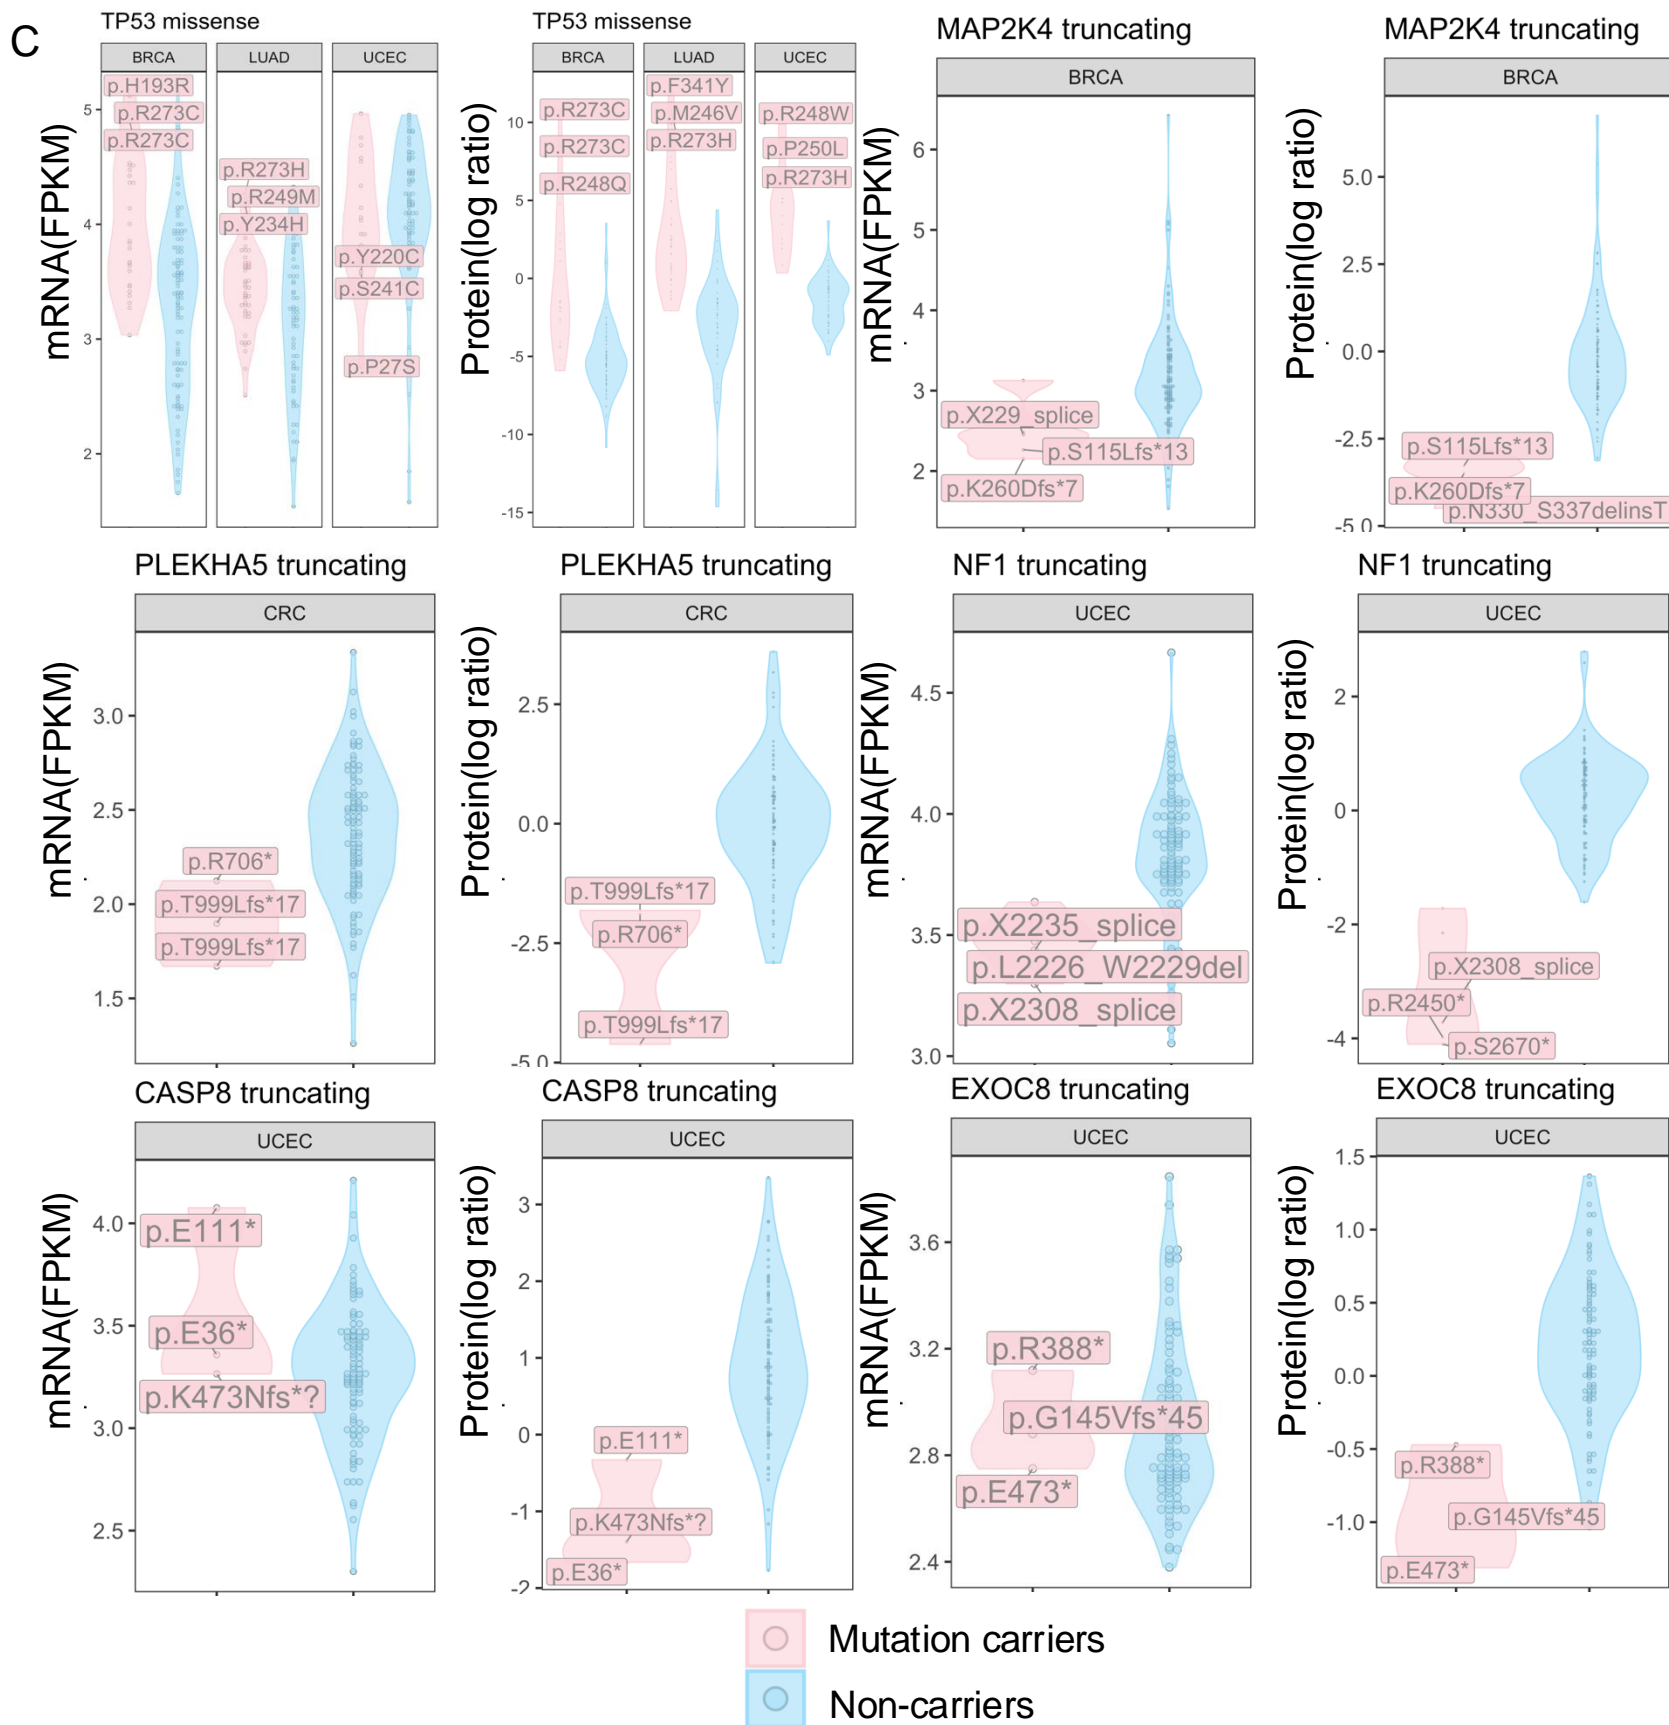 C
TP53 missense
BRCA LUAD UCEC
mRNA(FPKM)
5
4
3
2
p.H193R
p.R273C
p.R273C
p.R273H
p.R249M
p.Y234H
p.Y220C
p.S241C
p.P27S
TP53 missense
BRCA LUAD UCEC
Protein(log ratio)
10
5
0
-5
-10
-15
p.R273C
p.R273C
p.R248Q
p.F341Y
p.M246V
p.R273H
p.R248W
p.P250L
p.R273H
MAP2K4 truncating
BRCA
mRNA(FPKM)
6
5
4
3
2
p.X229_splice
p.S115Lfs*13
p.K260Dfs*7
MAP2K4 truncating
BRCA
Protein(log ratio)
5.0
2.5
0.0
-2.5
-5.0
p.S115Lfs*13
p.K260Dfs*7
p.N330_S337delinsT
PLEKHA5 truncating
CRC
mRNA(FPKM)
3.0
2.5
2.0
1.5
p.R706*
p.T999Lfs*17
p.T999Lfs*17
PLEKHA5 truncating
CRC
Protein(log ratio)
2.5
0.0
-2.5
-5.0
p.T999Lfs*17
p.R706*
p.T999Lfs*17
NF1 truncating
UCEC
mRNA(FPKM)
4.5
4.0
3.5
3.0
p.X2235_splice
p.L2226_W2229del
p.X2308_splice
NF1 truncating
UCEC
Protein(log ratio)
2
0
-2
-4
p.X2308_splice
p.R2450*
p.S2670*
CASP8 truncating
UCEC
mRNA(FPKM)
4.0
3.5
3.0
2.5
p.E111*
p.E36*
p.K473Nfs*?
CASP8 truncating
UCEC
Protein(log ratio)
3
2
1
0
-1
-2
p.E111*
p.K473Nfs*?
p.E36*
EXOC8 truncating
UCEC
mRNA(FPKM)
3.6
3.2
2.8
2.4
p.R388*
p.G145Vfs*45
p.E473*
EXOC8 truncating
UCEC
Protein(log ratio)
1.5
1.0
0.5
0.0
-0.5
-1.0
p.R388*
p.G145Vfs*45
p.E473*
Mutation carriers
Non-carriers